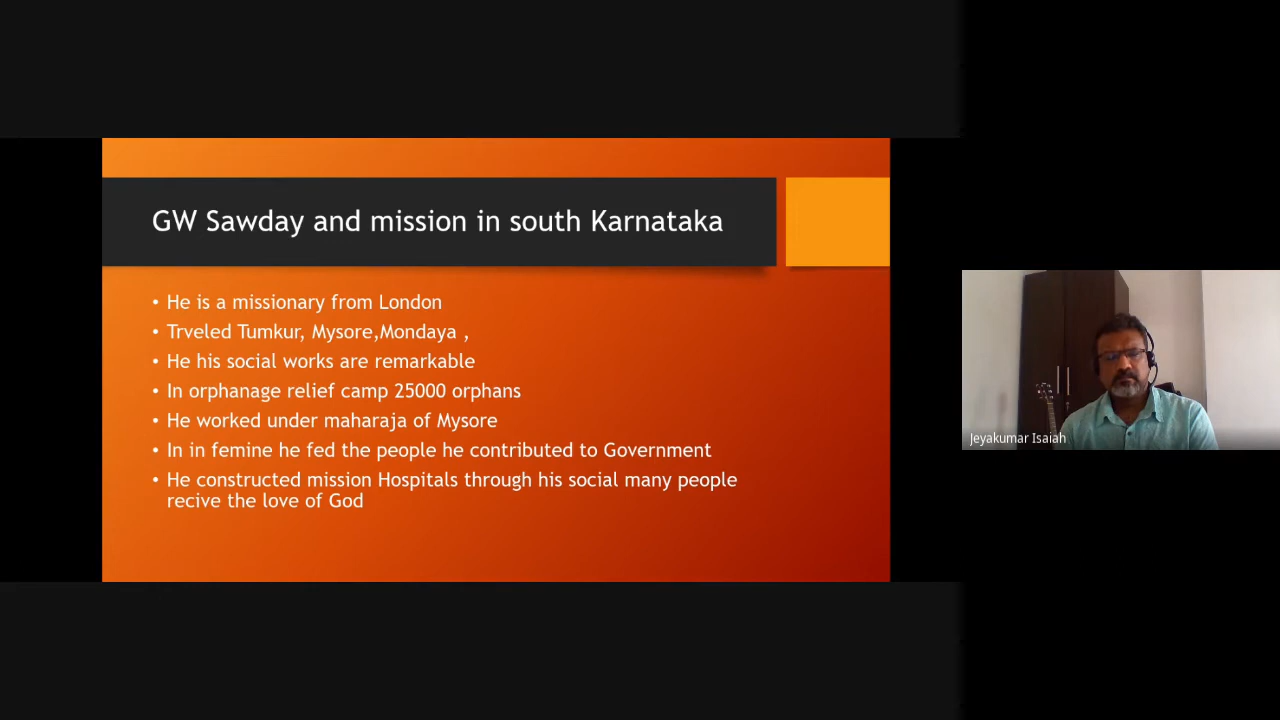 GW Sawday and mission in south Karnataka
• He is a missionary from London
• Trveled Tumkur, Mysore,Mondaya ,
• He his social works are remarkable
• In orphanage relief camp 25000 orphans
• He worked under maharaja of Mysore
• In in femine he fed the people he contributed to Government
• He constructed mission Hospitals through his social many people
recive the love of God
Jeyakumar Isaiah